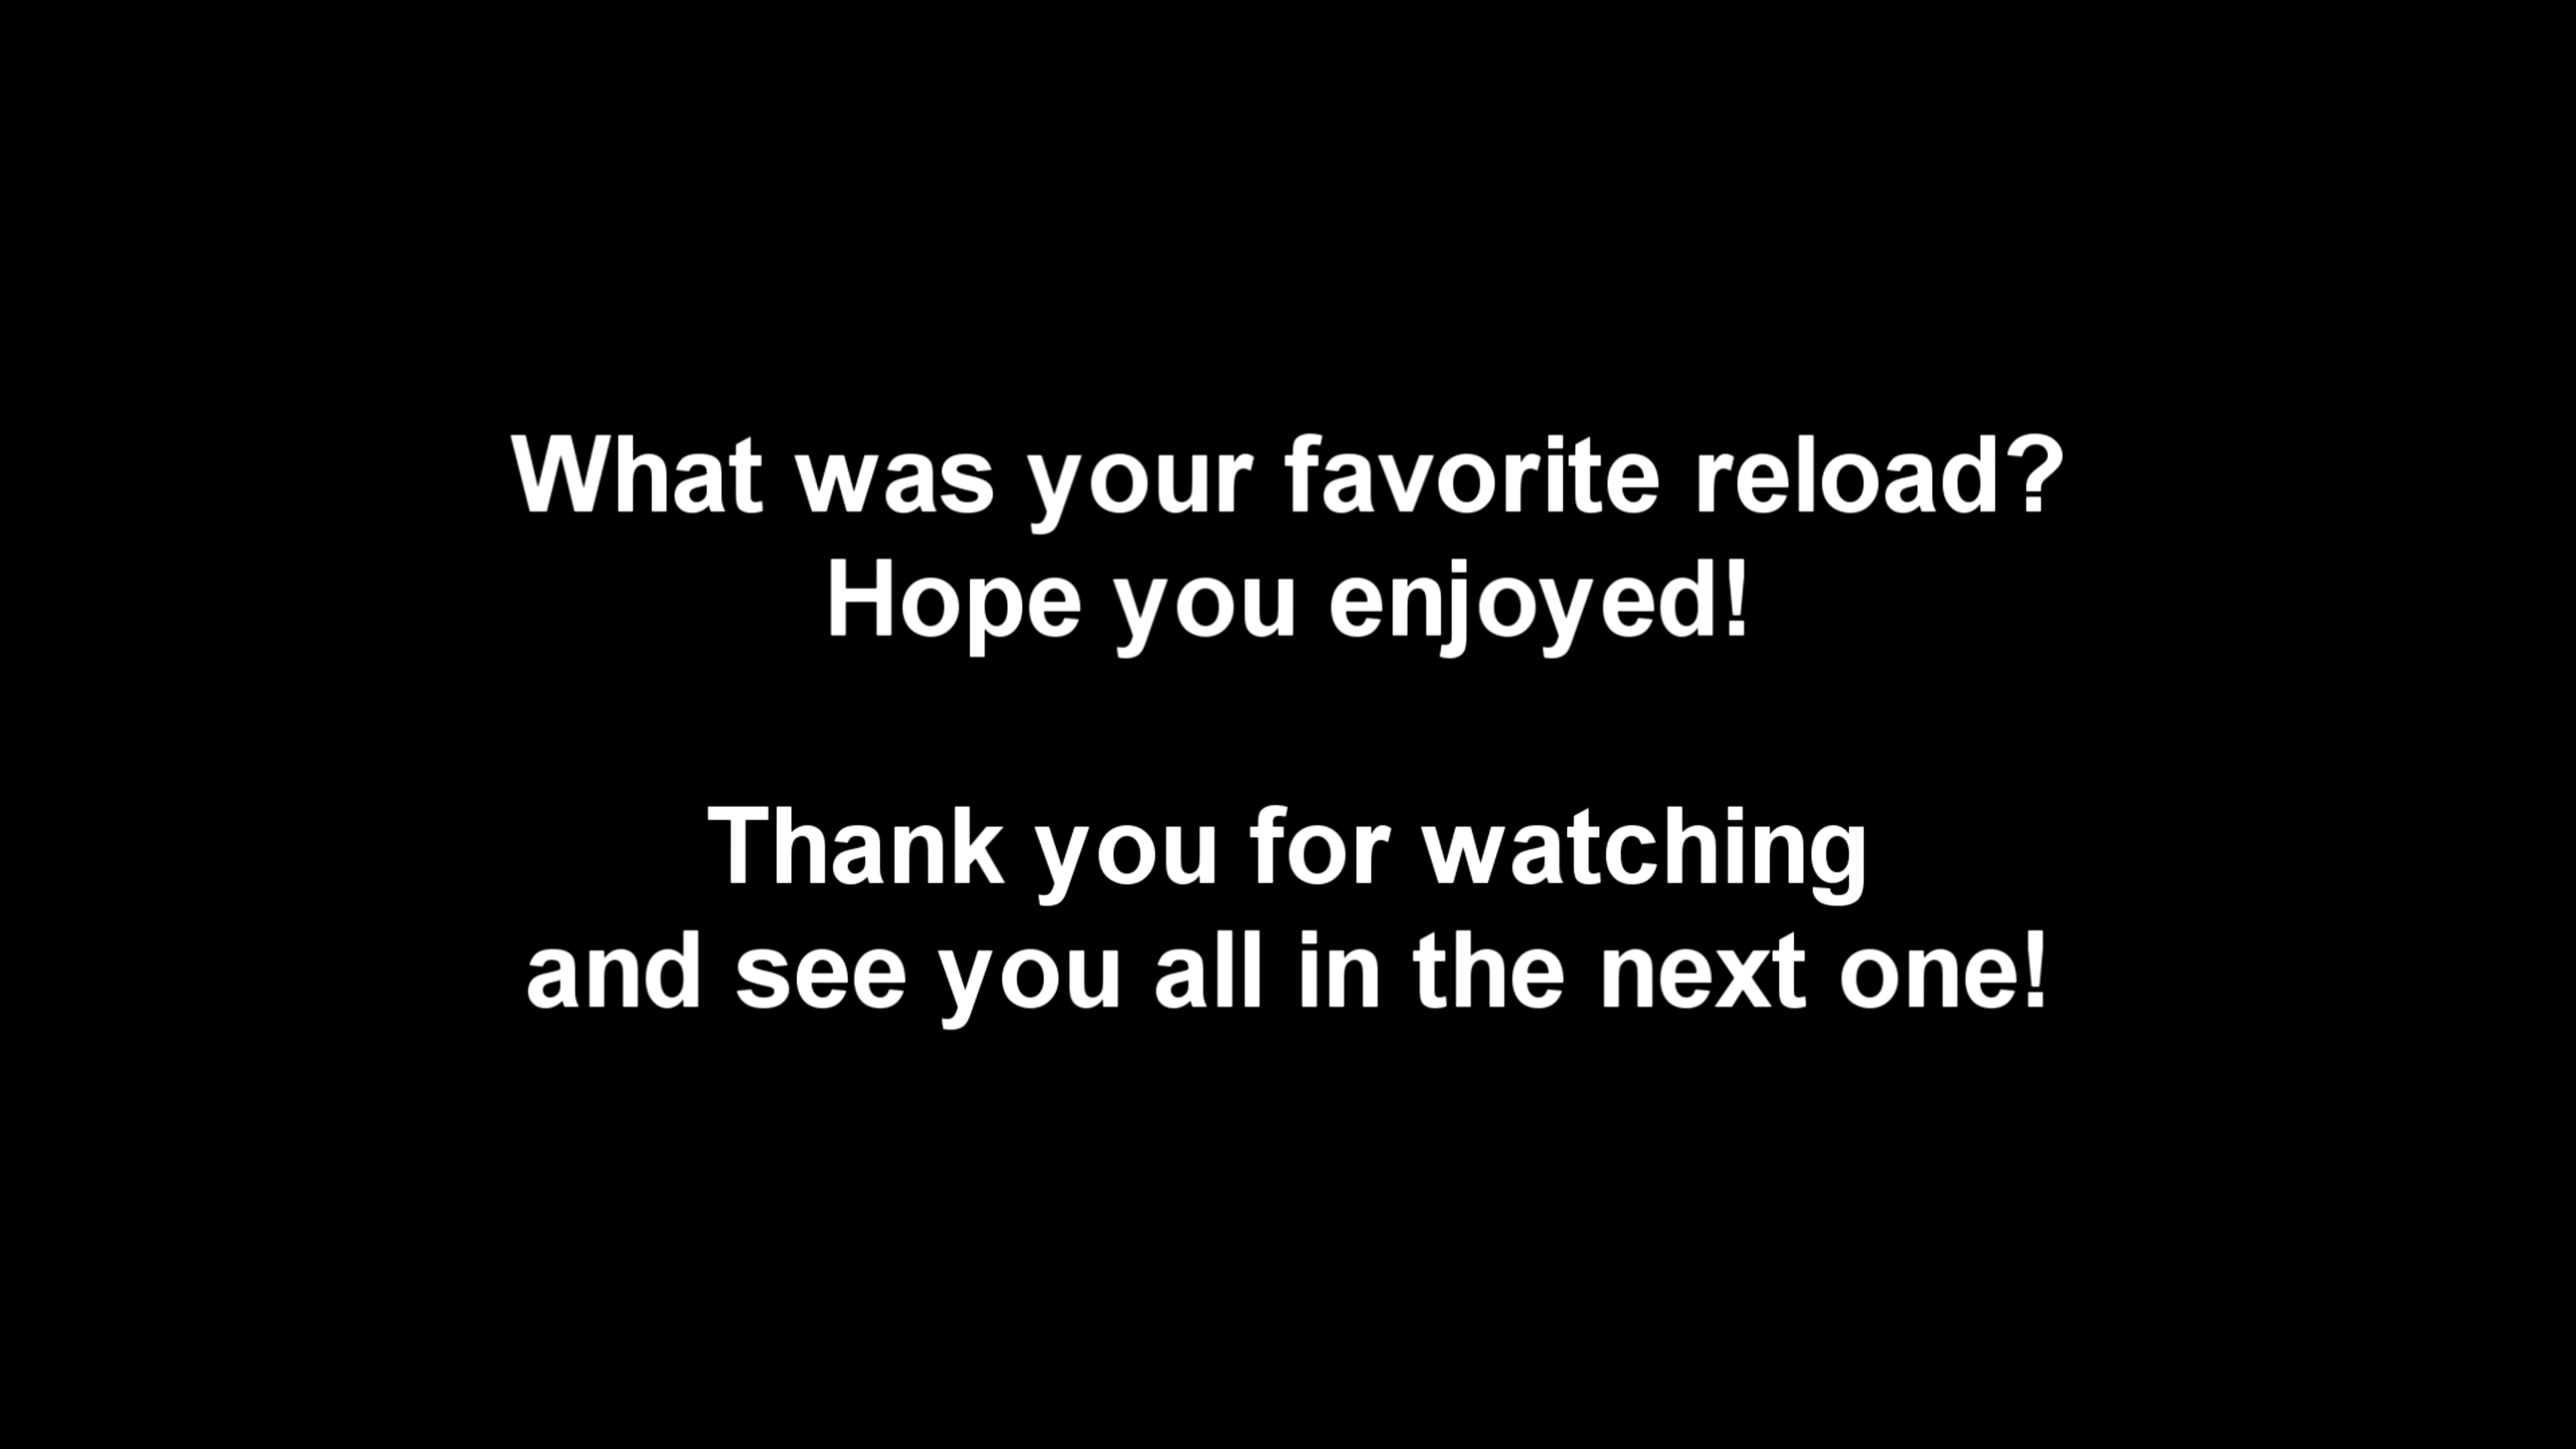 What was your favorite reload?
Hope you enjoyed!
Thank you for watching
and see you all in the next one!